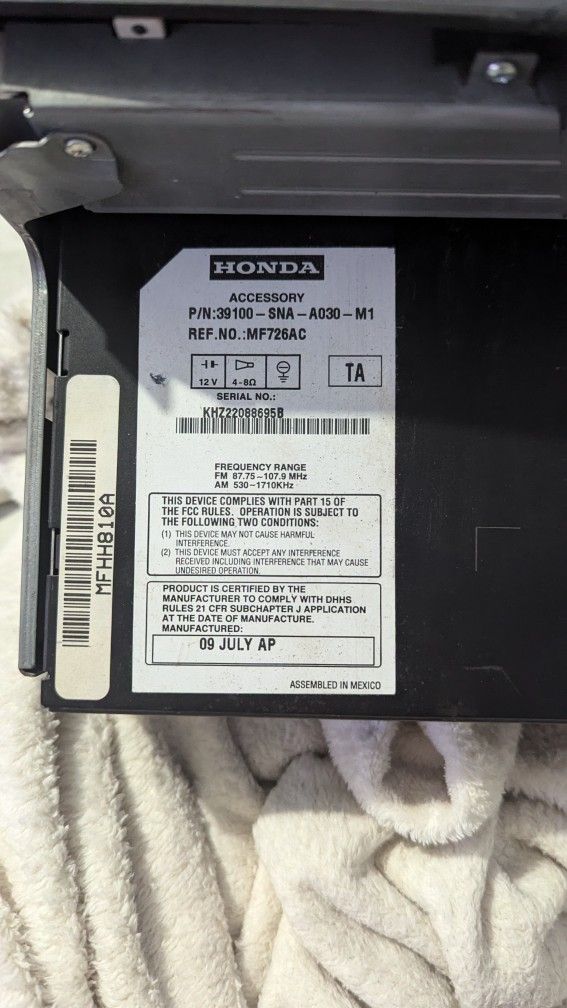 HONDA
ACCESSORY
P/N:39100-SNA-A030-M1
REF.NO.:MF726AC
12 V
4-8Ω
TA
SERIAL NO.:
KHZ22088695B
FREQUENCY RANGE
FM 87.75~107.9 MHz
AM 530~1710KHz
THIS DEVICE COMPLIES WITH PART 15 OF
THE FCC RULES. OPERATION IS SUBJECT TO
THE FOLLOWING TWO CONDITIONS:
(1) THIS DEVICE MAY NOT CAUSE HARMFUL
INTERFERENCE.
(2) THIS DEVICE MUST ACCEPT ANY INTERFERENCE
RECEIVED INCLUDING INTERFERENCE THAT MAY CAUSE
UNDESIRED OPERATION.
PRODUCT IS CERTIFIED BY THE
MANUFACTURER TO COMPLY WITH DHHS
RULES 21 CFR SUBCHAPTER J APPLICATION
AT THE DATE OF MANUFACTURE.
MANUFACTURED:
09 JULY AP
ASSEMBLED IN MEXICO
MFHH810A